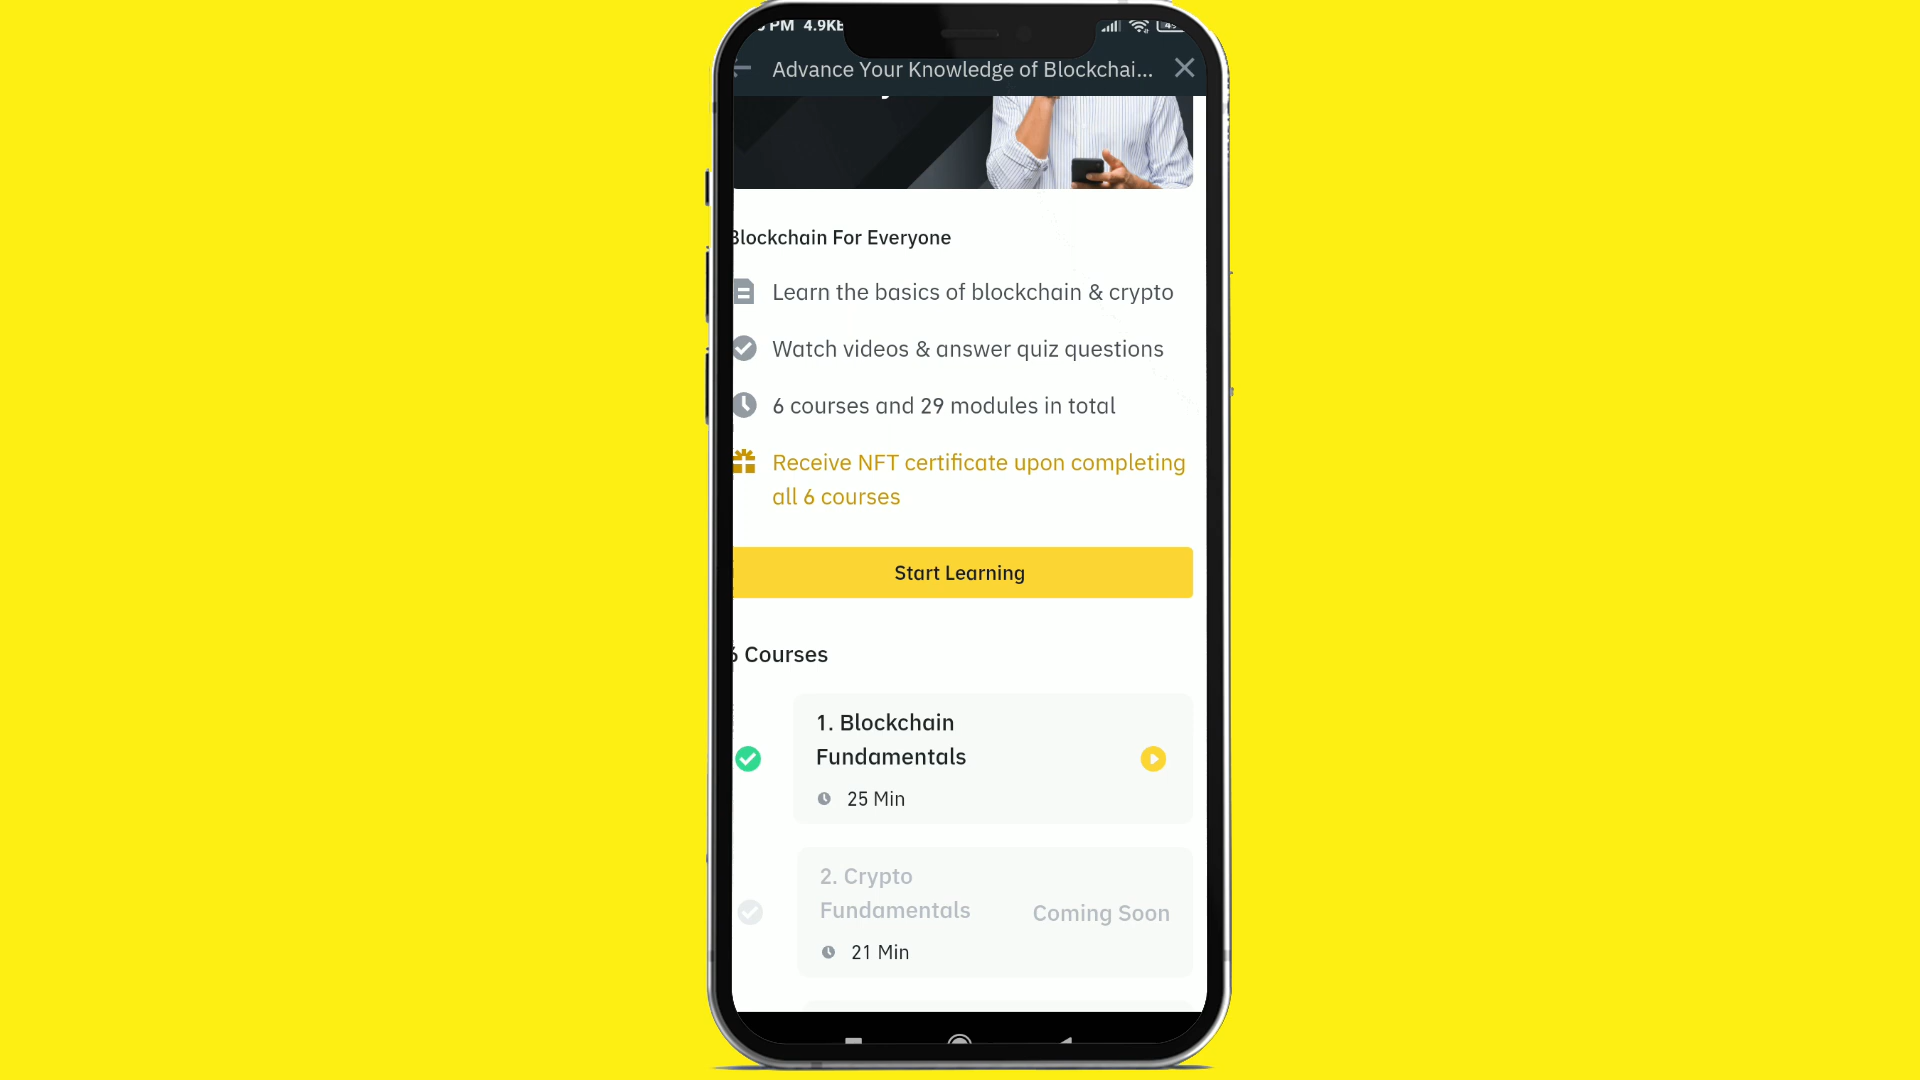 PM 4.9KB
Advance Your Knowledge of Blockchai...
Blockchain For Everyone
Learn the basics of blockchain & crypto
Watch videos & answer quiz questions
6 courses and 29 modules in total
Receive NFT certificate upon completing
all 6 courses
Start Learning
6 Courses
1. Blockchain
Fundamentals
25 Min
2. Crypto
Fundamentals
Coming Soon
21 Min